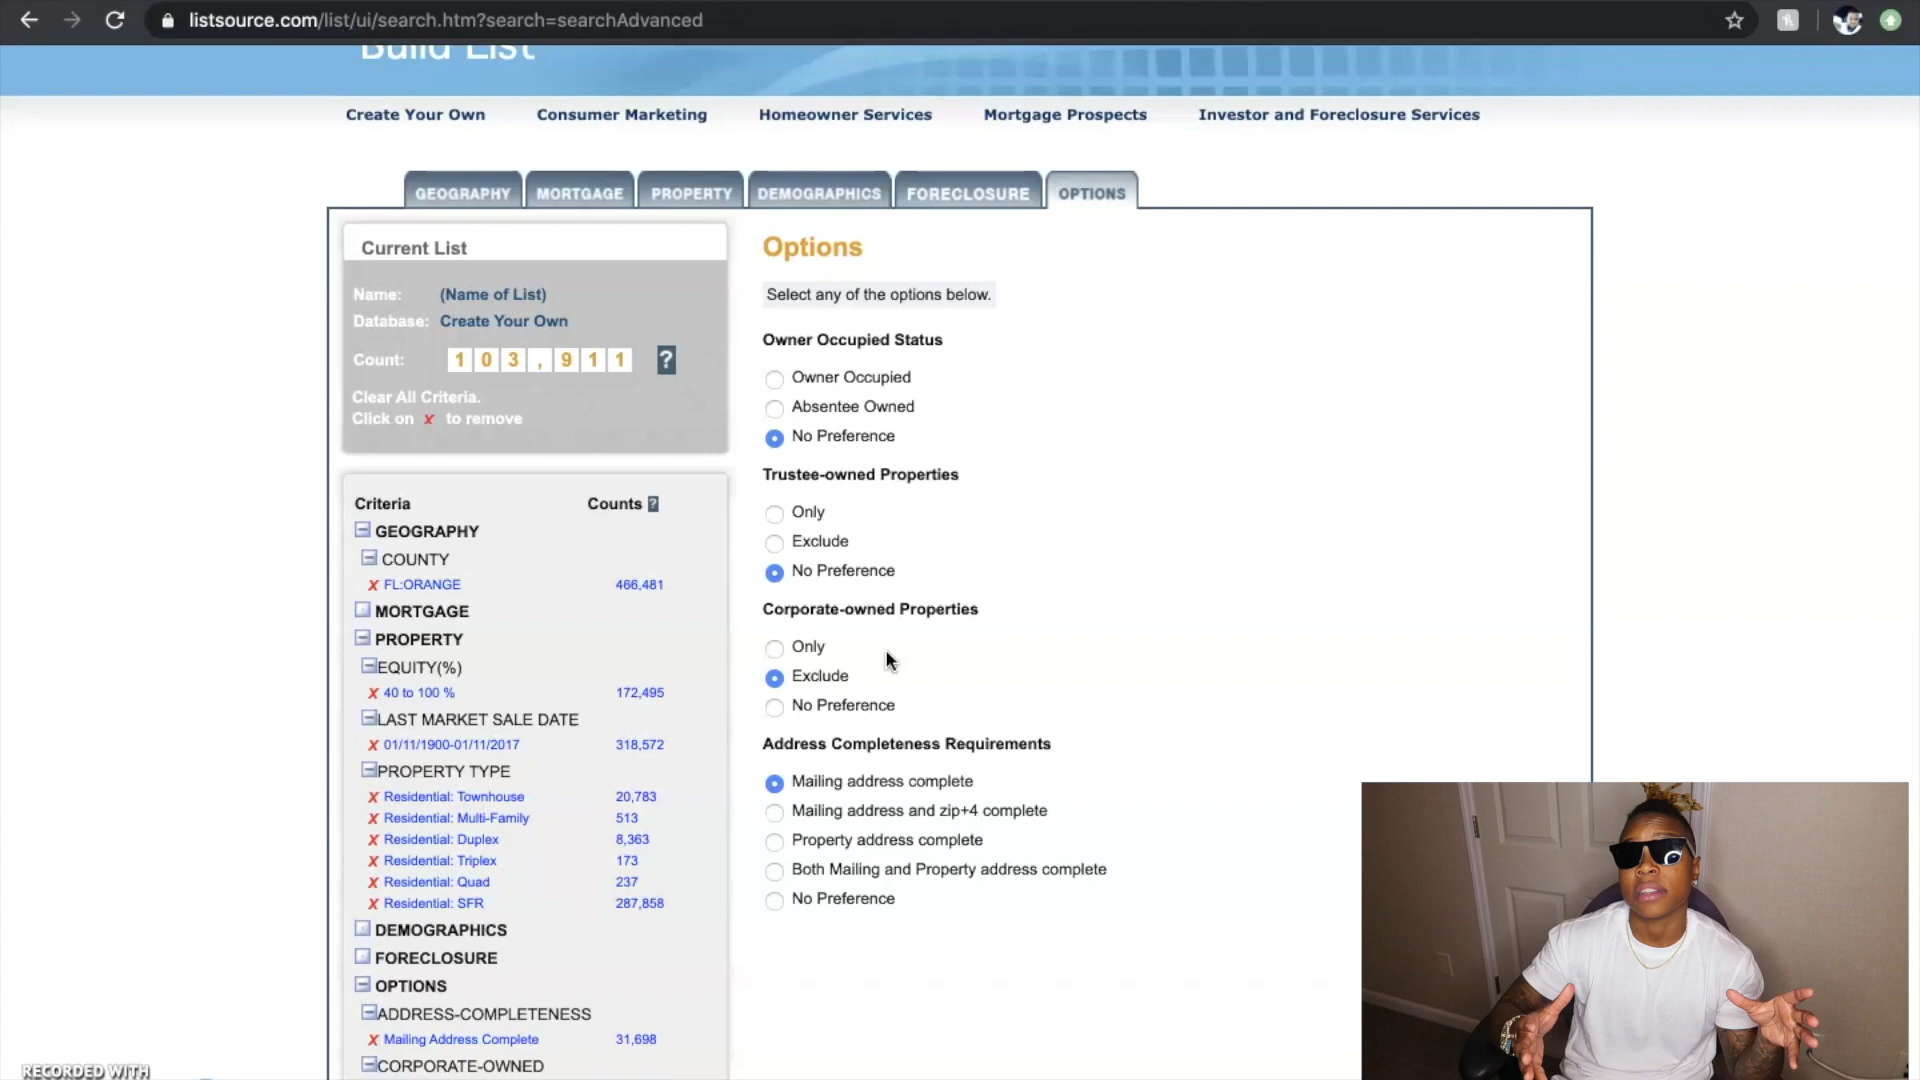 listsource.com/list/ui/search.htm?search=searchAdvanced
Build List
Create Your Own
Consumer Marketing
Homeowner Services
Mortgage Prospects
Investor and Foreclosure Services
GEOGRAPHY
MORTGAGE
PROPERTY
DEMOGRAPHICS
FORECLOSURE
OPTIONS
Current List
Name: (Name of List)
Database: Create Your Own
Count: 103,911 ?
Clear All Criteria.
Click on x to remove
Criteria Counts ?
GEOGRAPHY
COUNTY
X FL:ORANGE 466,481
MORTGAGE
PROPERTY
EQUITY(%)
X 40 to 100 % 172,495
LAST MARKET SALE DATE
X 01/11/1900-01/11/2017 318,572
PROPERTY TYPE
X Residential: Townhouse 20,783
X Residential: Multi-Family 513
X Residential: Duplex 8,363
X Residential: Triplex 173
X Residential: Quad 237
X Residential: SFR 287,858
DEMOGRAPHICS
FORECLOSURE
OPTIONS
ADDRESS-COMPLETENESS
X Mailing Address Complete 31,698
CORPORATE-OWNED
Options
Select any of the options below.
Owner Occupied Status
Owner Occupied
Absentee Owned
No Preference
Trustee-owned Properties
Only
Exclude
No Preference
Corporate-owned Properties
Only
Exclude
No Preference
Address Completeness Requirements
Mailing address complete
Mailing address and zip+4 complete
Property address complete
Both Mailing and Property address complete
No Preference
RECORDED WITH